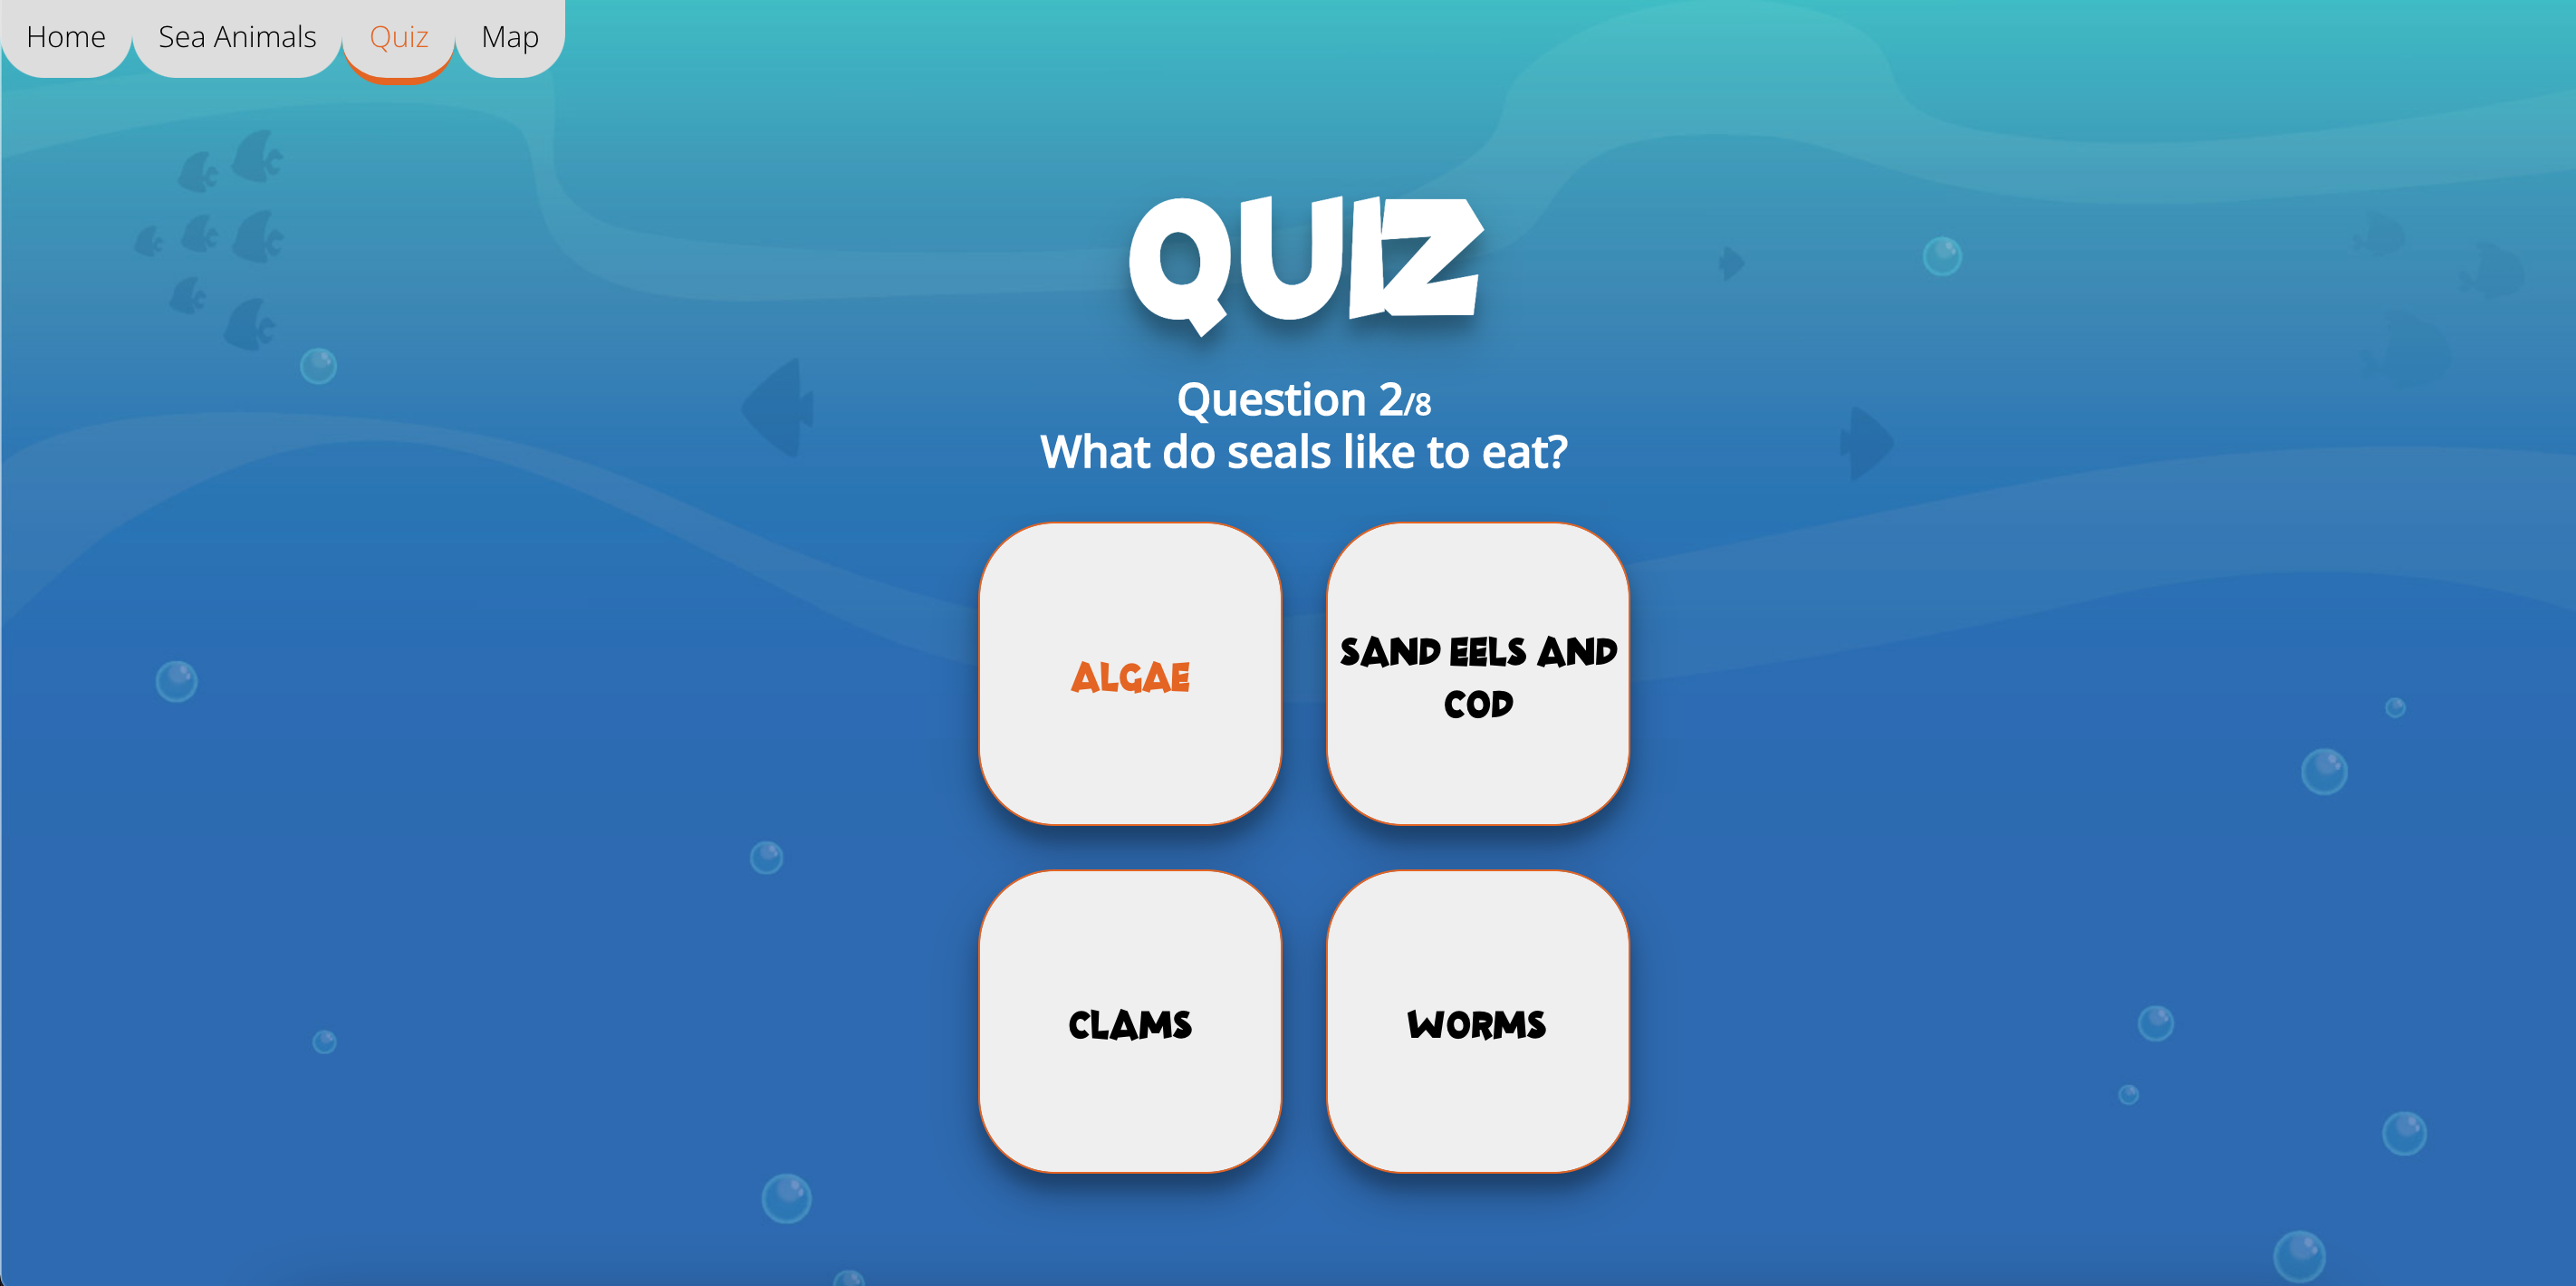 Home Sea Animals Quiz Map
QUIZ
Question 2/8
What do seals like to eat?
ALGAE
SAND EELS AND
COD
CLAMS
WORMS